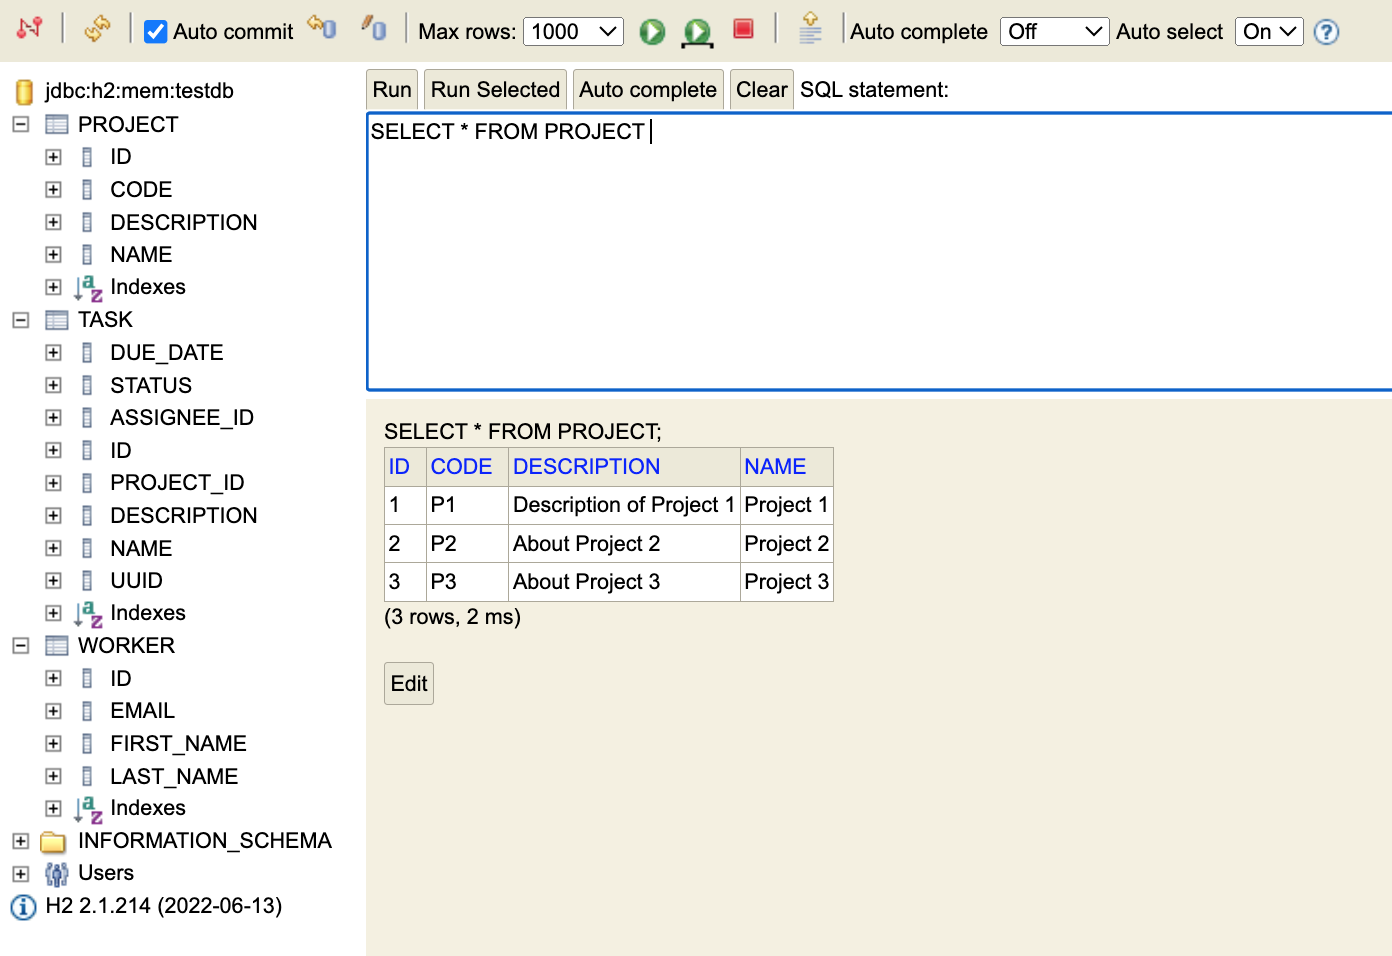 Auto commit Max rows: 1000 Auto complete Off Auto select On ?
jdbc:h2:mem:testdb
PROJECT
ID
CODE
DESCRIPTION
NAME
Indexes
TASK
DUE_DATE
STATUS
ASSIGNEE_ID
ID
PROJECT_ID
DESCRIPTION
NAME
UUID
Indexes
WORKER
ID
EMAIL
FIRST_NAME
LAST_NAME
Indexes
INFORMATION_SCHEMA
Users
H2 2.1.214 (2022-06-13)
Run Run Selected Auto complete Clear SQL statement:
SELECT * FROM PROJECT
SELECT * FROM PROJECT;
ID CODE DESCRIPTION NAME
1 P1 Description of Project 1 Project 1
2 P2 About Project 2 Project 2
3 P3 About Project 3 Project 3
(3 rows, 2 ms)
Edit